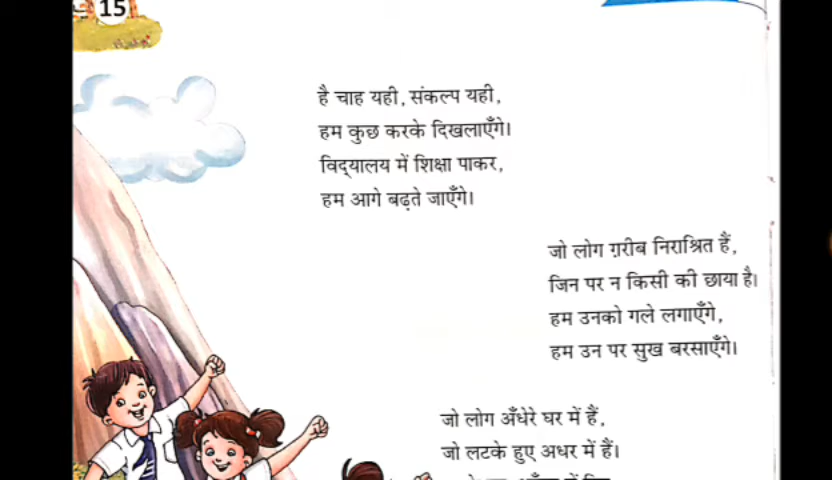 15
है चाह यही, संकल्प यही,
हम कुछ करके दिखलाएँगे।
विद्यालय में शिक्षा पाकर,
हम आगे बढ़ते जाएँगे।
जो लोग ग़रीब निराश्रित हैं,
जिन पर न किसी की छाया है।
हम उनको गले लगाएँगे,
हम उन पर सुख बरसाएँगे।
जो लोग अँधेरे घर में हैं,
जो लटके हुए अधर में हैं।